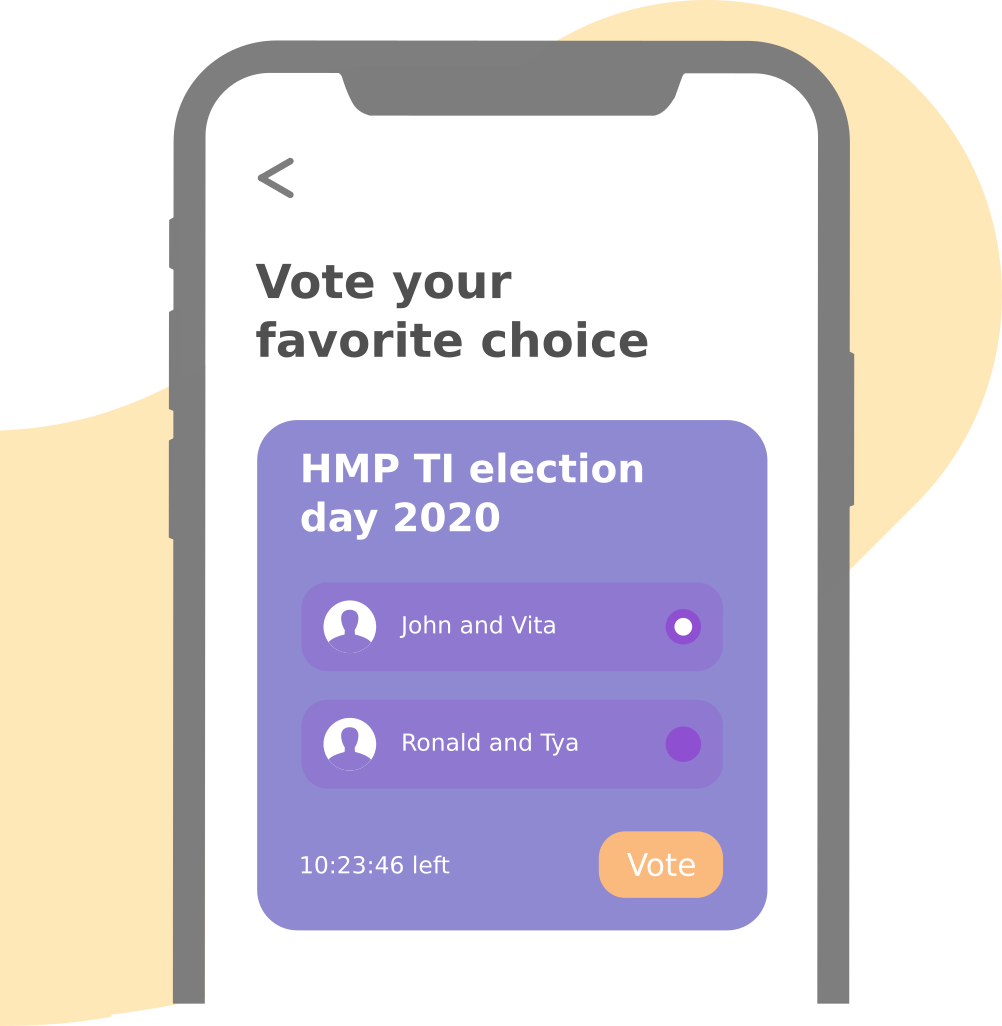 Vote your
favorite choice
HMP TI election
day 2020
John and Vita
Ronald and Tya
10:23:46 left
Vote